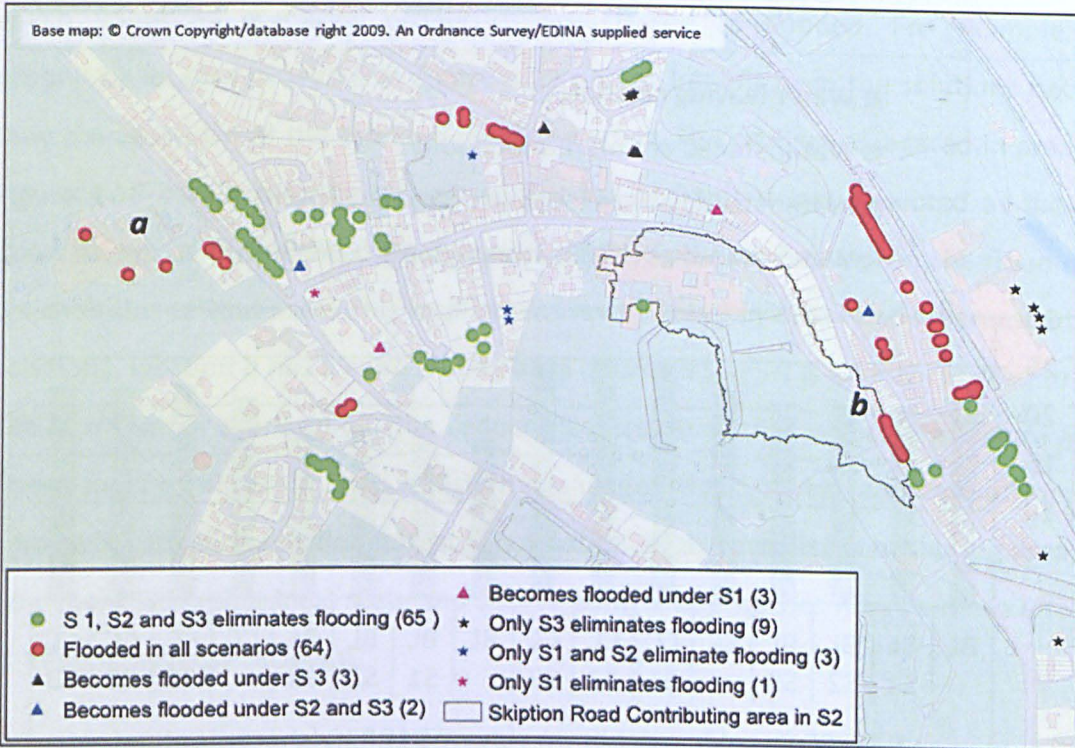 Base map: © Crown Copyright/database right 2009. An Ordnance Survey/EDINA supplied service
a
b
S 1, S2 and S3 eliminates flooding (65 )
Flooded in all scenarios (64)
Becomes flooded under S 3 (3)
Becomes flooded under S2 and S3 (2)
Becomes flooded under S1 (3)
Only S3 eliminates flooding (9)
Only S1 and S2 eliminate flooding (3)
Only S1 eliminates flooding (1)
Skiption Road Contributing area in S2